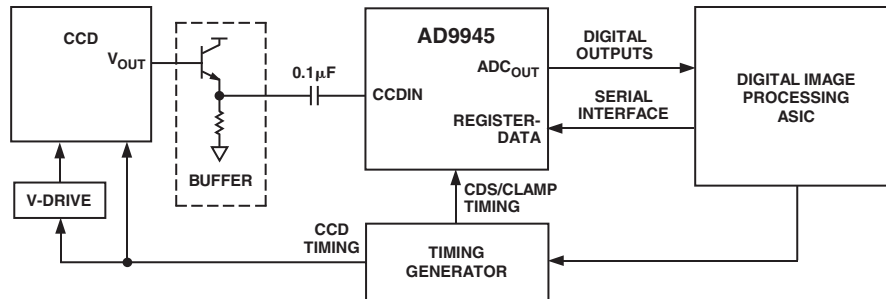 CCD
VOUT
BUFFER
0.1μF
AD9945
CCDIN
ADCOUT
REGISTER-
DATA
DIGITAL
OUTPUTS
SERIAL
INTERFACE
DIGITAL IMAGE
PROCESSING
ASIC
V-DRIVE
CCD
TIMING
CDS/CLAMP
TIMING
TIMING
GENERATOR